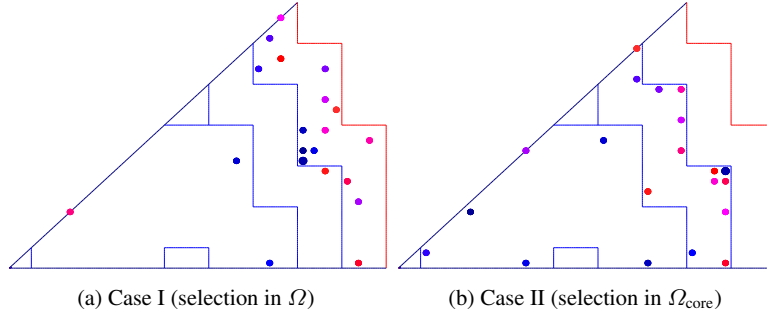 (a) Case I (selection in Ω)
(b) Case II (selection in Ωcore)